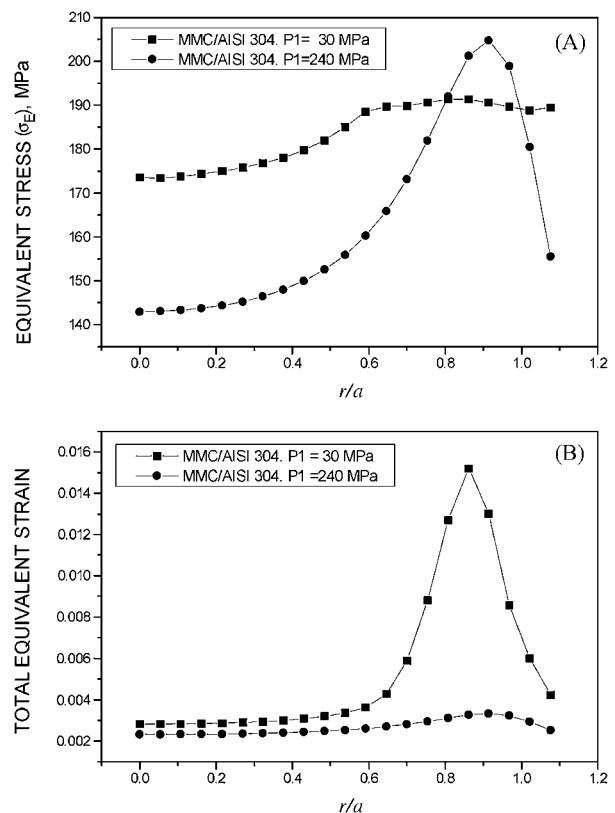 210
200
190
180
170
160
150
140
EQUIVALENT STRESS (σE), MPa
MMC/AISI 304. P1= 30 MPa
MMC/AISI 304. P1=240 MPa
(A)
0.0 0.2 0.4 0.6 0.8 1.0 1.2
r/a
0.016
0.014
0.012
0.010
0.008
0.006
0.004
0.002
TOTAL EQUIVALENT STRAIN
MMC/AISI 304. P1 = 30 MPa
MMC/AISI 304. P1 =240 MPa
(B)
0.0 0.2 0.4 0.6 0.8 1.0 1.2
r/a